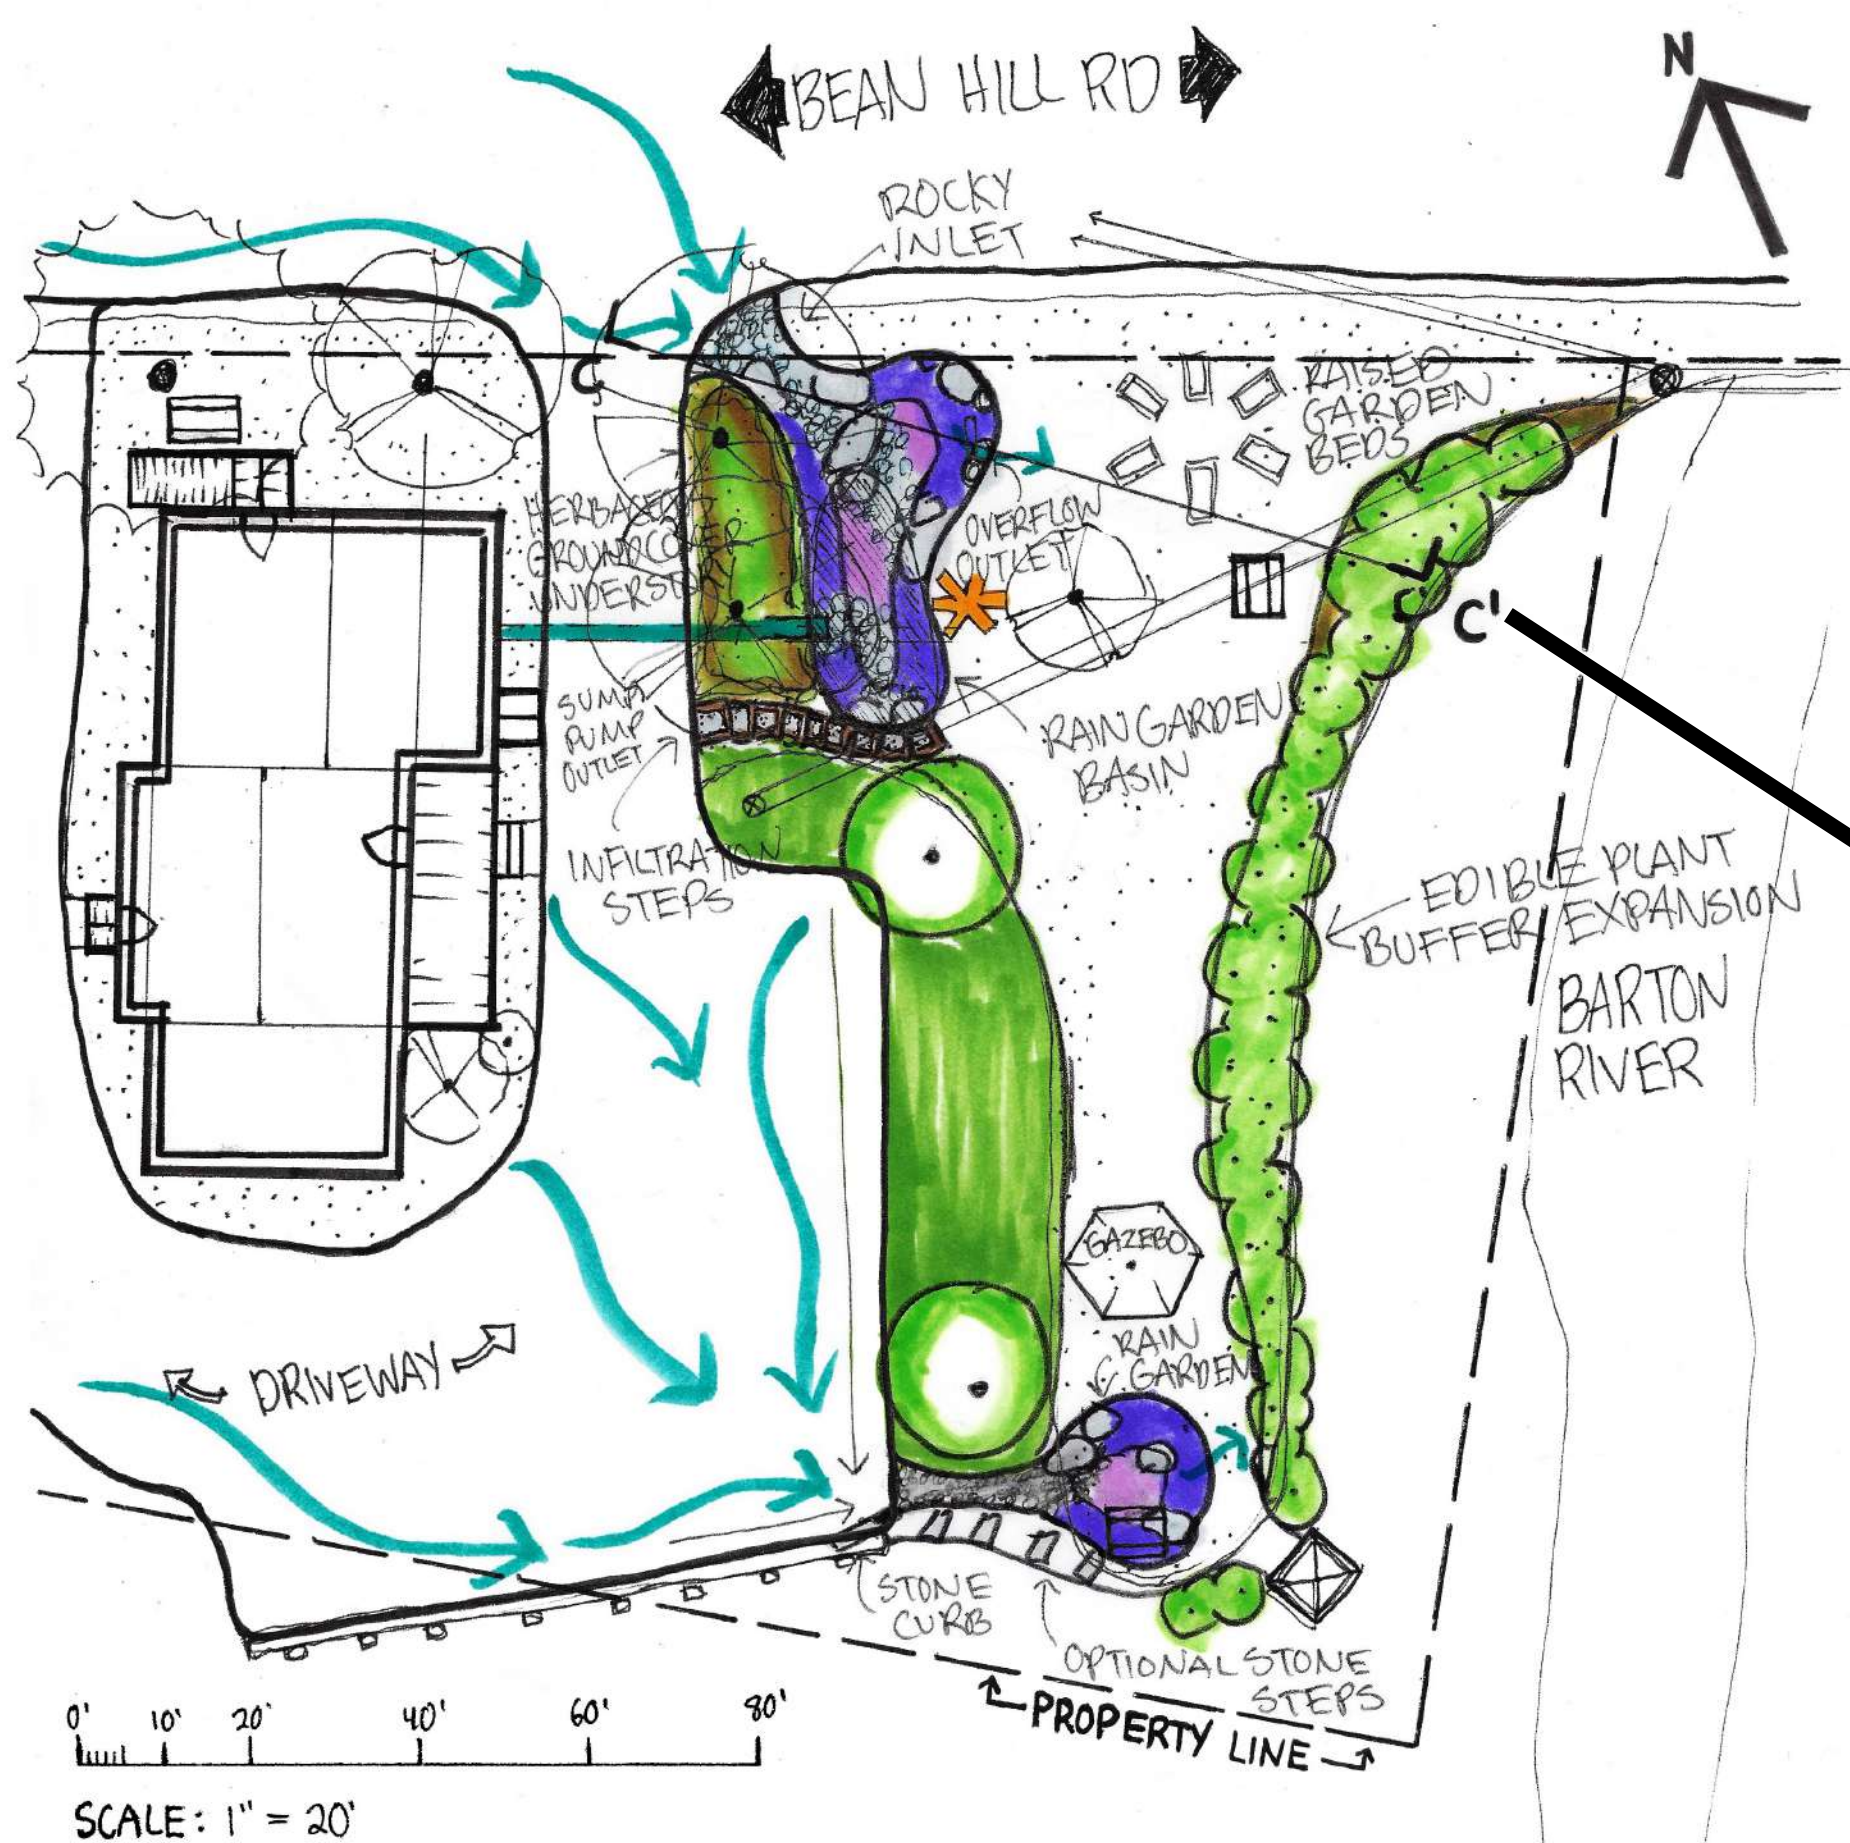 BEAN HILL RD
N
ROCKY
INLET
C
RAISED
GARDEN
BEDS
HERBACEOUS
GROUNDCOVER
UNDERSTORY
OVERFLOW
OUTLET
C'
C'
SUMP
PUMP
OUTLET
RAIN GARDEN
BASIN
INFILTRATION
STEPS
EDIBLE PLANT
BUFFER EXPANSION
BARTON
RIVER
GAZEBO
RAIN
GARDEN
DRIVEWAY
STONE
CURB
OPTIONAL STONE
STEPS
PROPERTY LINE
0' 10' 20' 40' 60' 80'
SCALE: 1" = 20'